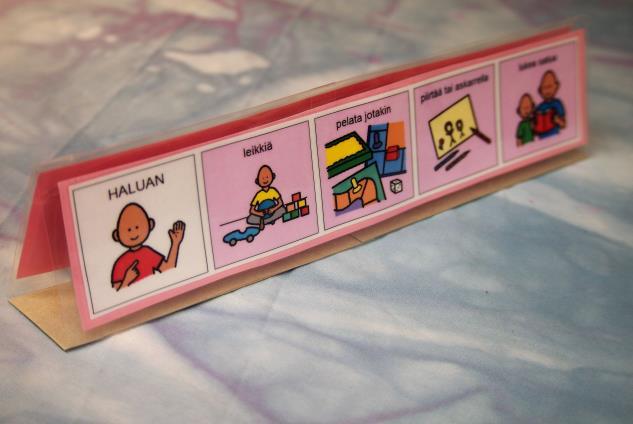 HALUAN
leikkiä
pelata jotakin
piirtää tai askarrella
lukea satua